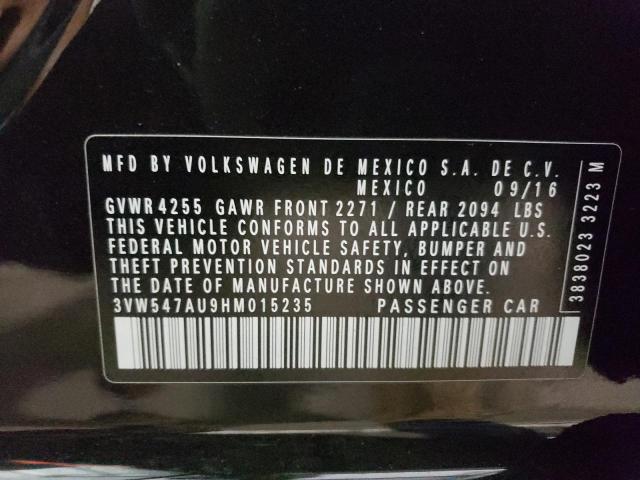 MFD BY VOLKSWAGEN DE MEXICO S.A. DE C.V.
MEXICO 09/16
GVWR 4255 GAWR FRONT 2271 / REAR 2094 LBS
THIS VEHICLE CONFORMS TO ALL APPLICABLE U.S.
FEDERAL MOTOR VEHICLE SAFETY, BUMPER AND
THEFT PREVENTION STANDARDS IN EFFECT ON
THE DATE OF MANUFACTURE SHOWN ABOVE.
3VW547AU9HM015235 PASSENGER CAR
3838023 3223 M